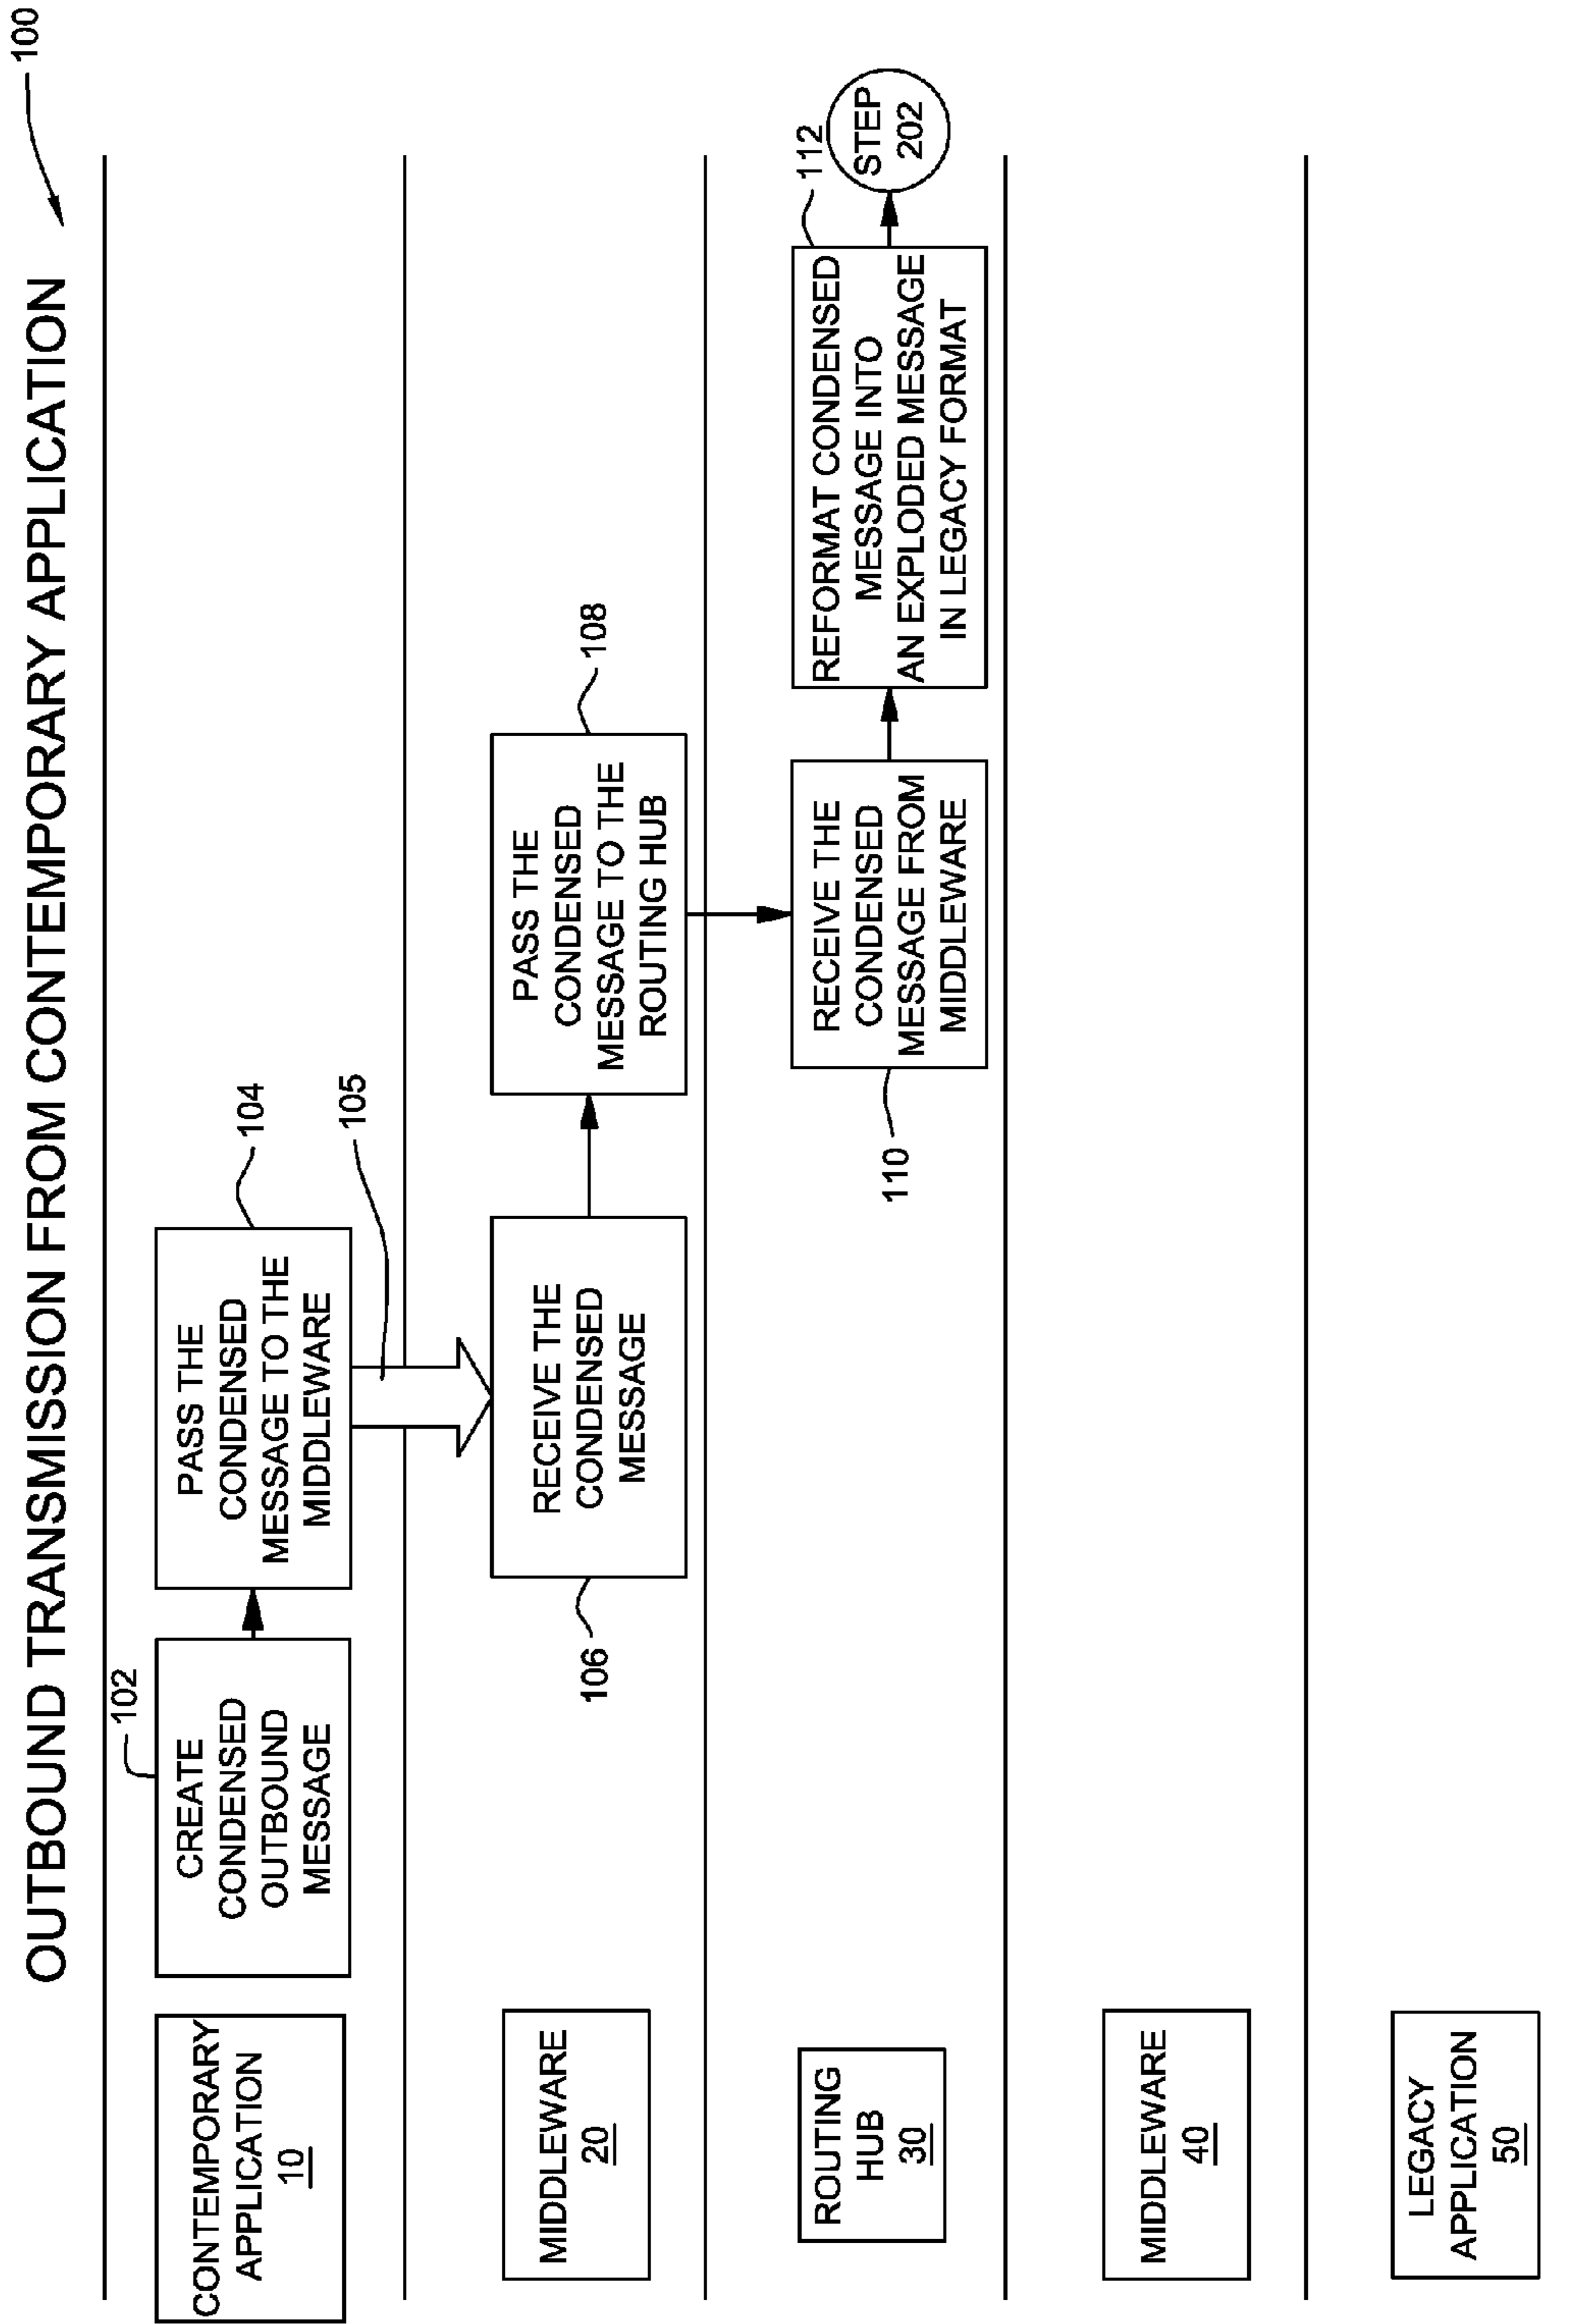 OUTBOUND TRANSMISSION FROM CONTEMPORARY APPLICATION
100
CONTEMPORARY
APPLICATION
10
102
CREATE
CONDENSED
OUTBOUND
MESSAGE
104
PASS THE
CONDENSED
MESSAGE TO THE
MIDDLEWARE
105
MIDDLEWARE
20
106
RECEIVE THE
CONDENSED
MESSAGE
108
PASS THE
CONDENSED
MESSAGE TO THE
ROUTING HUB
ROUTING
HUB
30
110
RECEIVE THE
CONDENSED
MESSAGE FROM
MIDDLEWARE
112
REFORMAT CONDENSED
MESSAGE INTO
AN EXPLODED MESSAGE
IN LEGACY FORMAT
STEP
202
MIDDLEWARE
40
LEGACY
APPLICATION
50